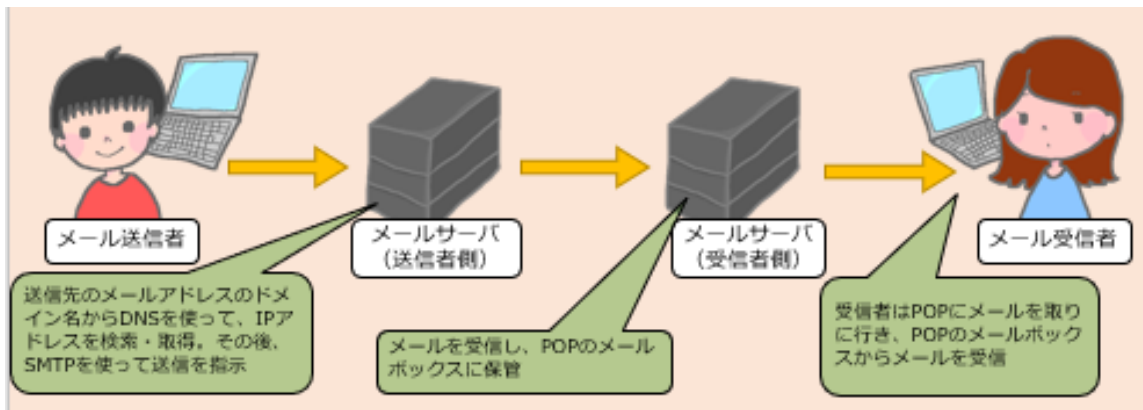 メール送信者
メールサーバ
（送信者側）
メールサーバ
（受信者側）
メール受信者
送信先のメールアドレスのドメ
イン名からDNSを使って、IPア
ドレスを検索・取得。その後、
SMTPを使って送信を指示
メールを受信し、POPのメール
ボックスに保管
受信者はPOPにメールを取り
に行き、POPのメールボック
スからメールを受信